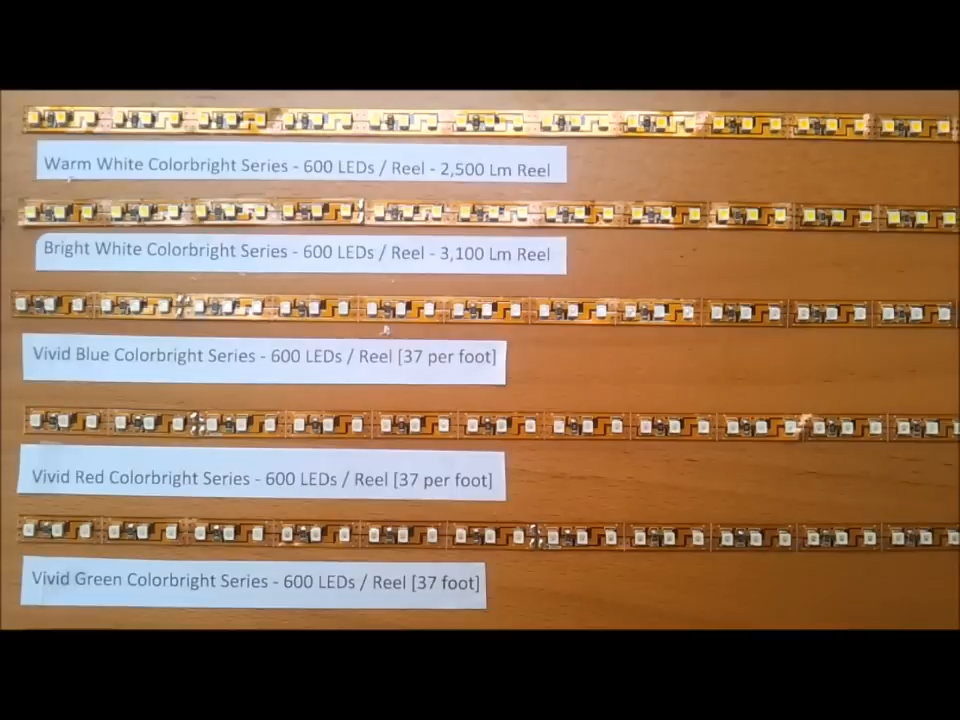 Warm White Colorbright Series - 600 LEDs / Reel - 2,500 Lm Reel
Bright White Colorbright Series - 600 LEDs / Reel - 3,100 Lm Reel
Vivid Blue Colorbright Series - 600 LEDs / Reel [37 per foot]
Vivid Red Colorbright Series - 600 LEDs / Reel [37 per foot]
Vivid Green Colorbright Series - 600 LEDs / Reel [37 foot]